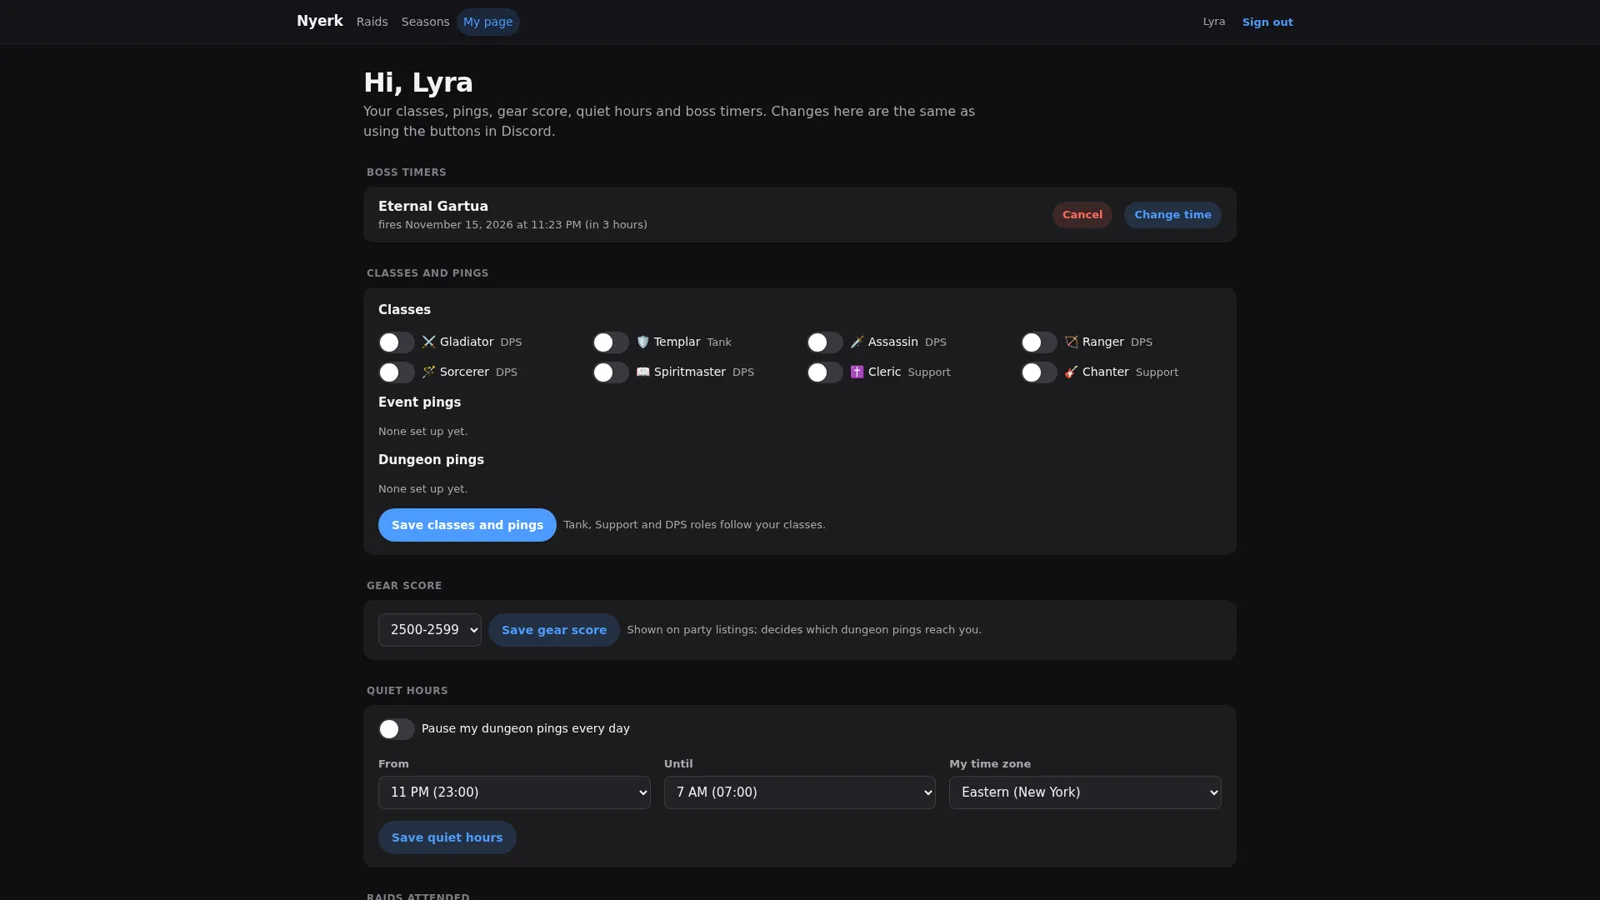 Nyerk Raids Seasons My page Lyra Sign out
Hi, Lyra
Your classes, pings, gear score, quiet hours and boss timers. Changes here are the same as
using the buttons in Discord.
BOSS TIMERS
Eternal Gartua
fires November 15, 2026 at 11:23 PM (in 3 hours)
Cancel Change time
CLASSES AND PINGS
Classes
Gladiator DPS Templar Tank Assassin DPS Ranger DPS
Sorcerer DPS Spiritmaster DPS Cleric Support Chanter Support
Event pings
None set up yet.
Dungeon pings
None set up yet.
Save classes and pings Tank, Support and DPS roles follow your classes.
GEAR SCORE
2500-2599 Save gear score Shown on party listings; decides which dungeon pings reach you.
QUIET HOURS
Pause my dungeon pings every day
From Until My time zone
11 PM (23:00) 7 AM (07:00) Eastern (New York)
Save quiet hours
RAIDS ATTENDED